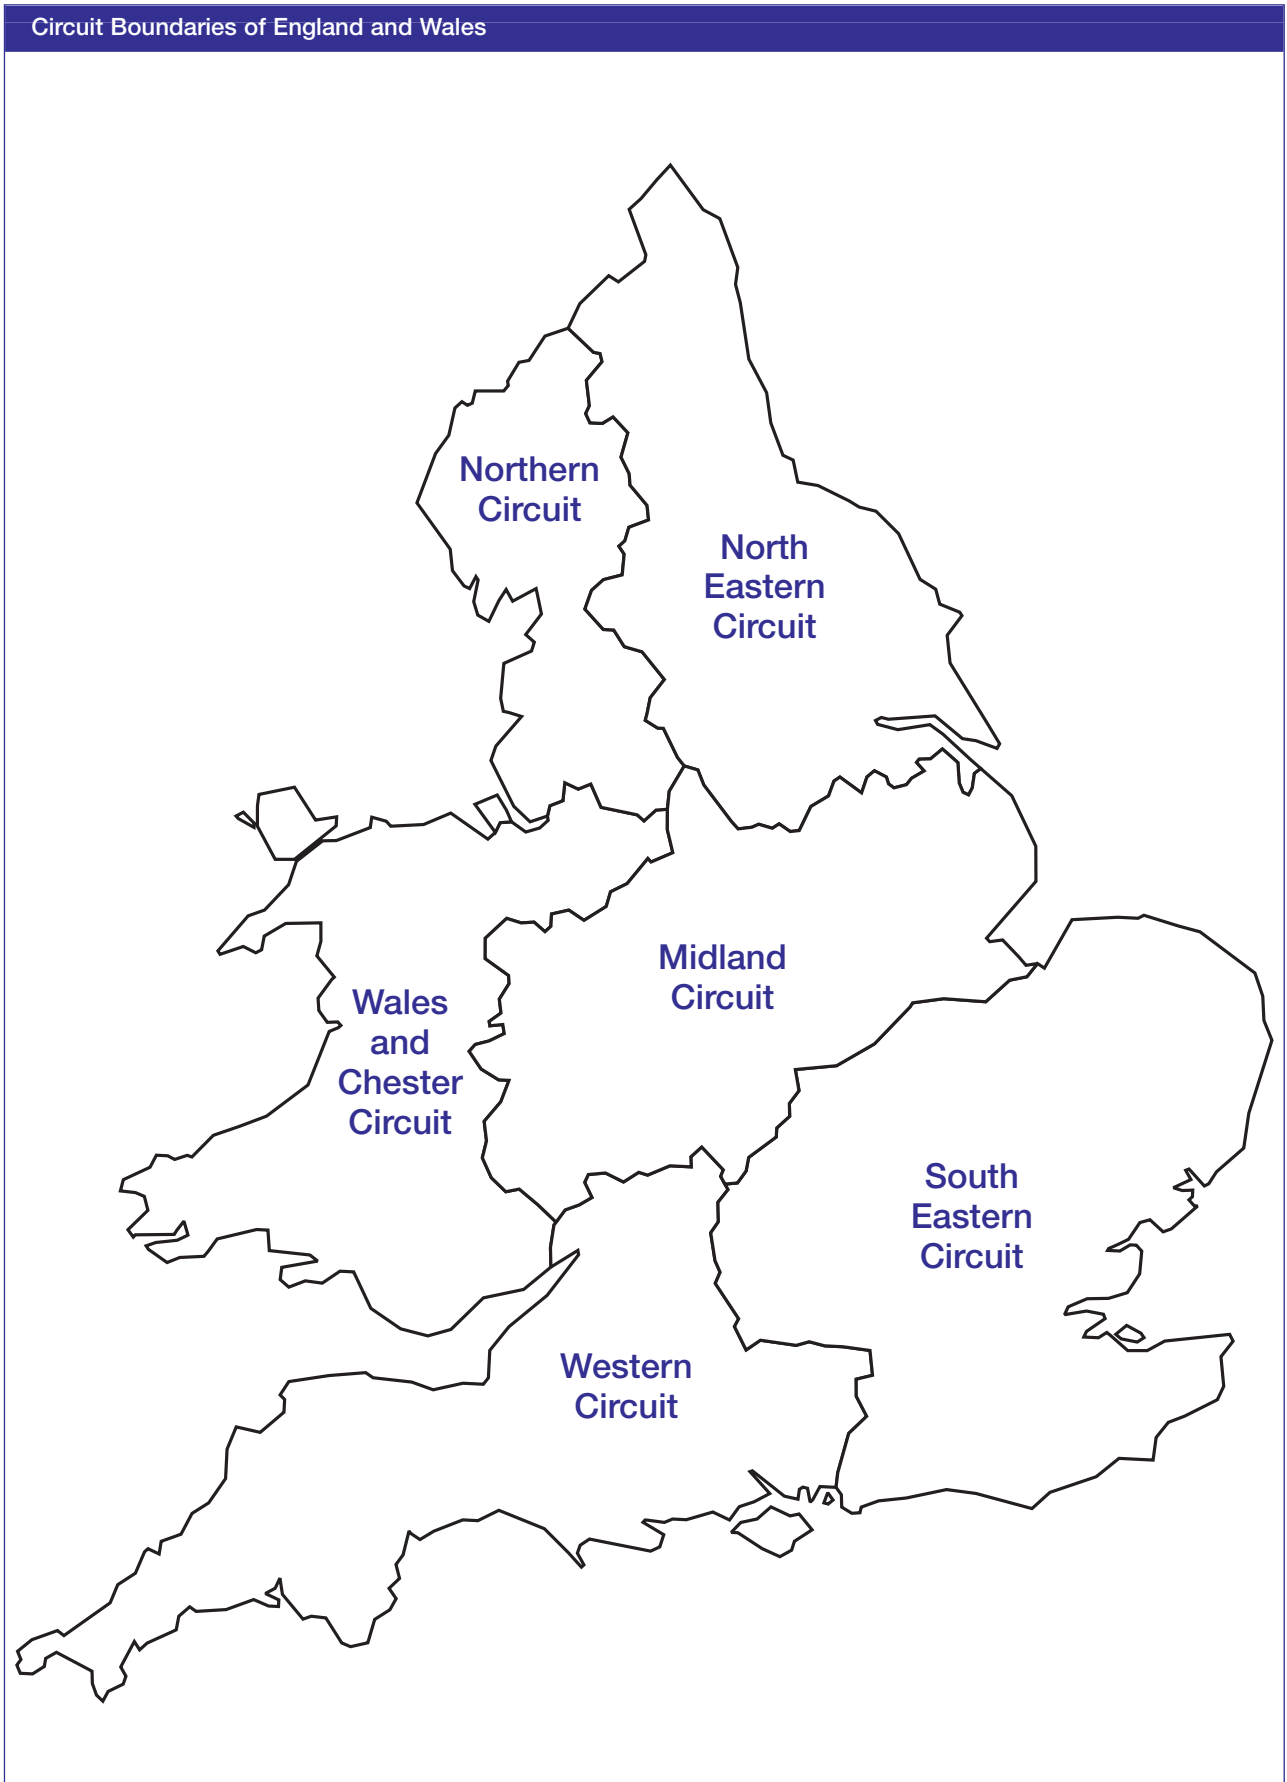 Circuit Boundaries of England and Wales
Northern
Circuit
North
Eastern
Circuit
Midland
Circuit
Wales
and
Chester
Circuit
South
Eastern
Circuit
Western
Circuit